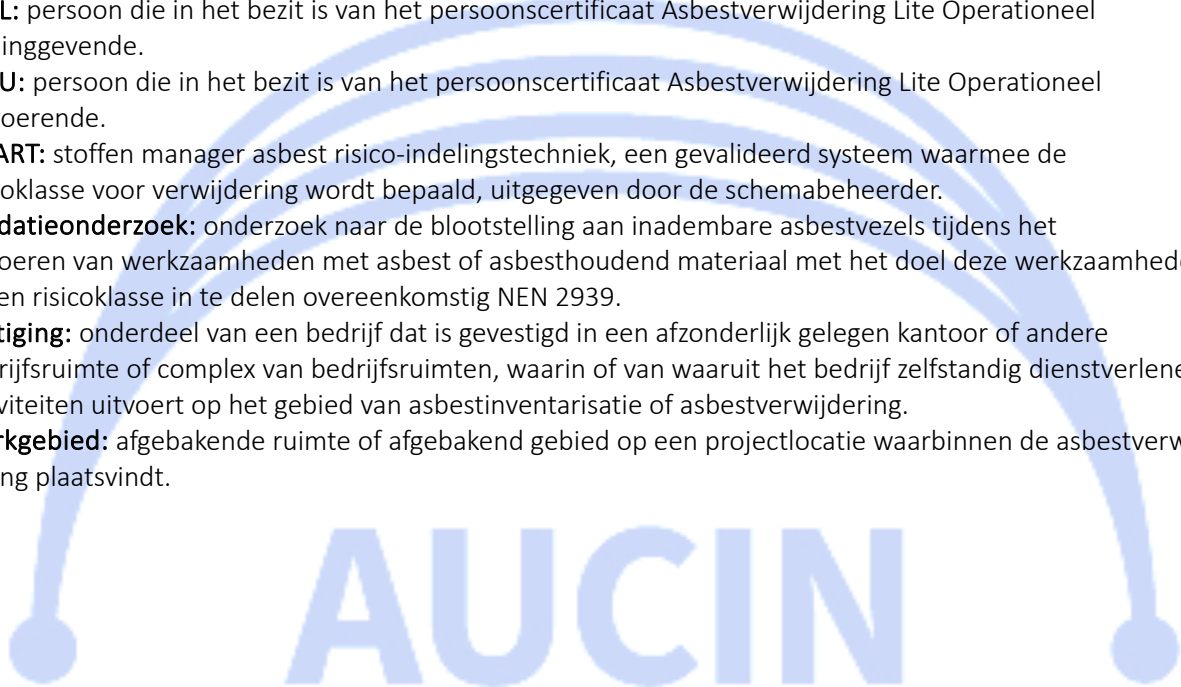 L: persoon die in het bezit is van het persoonscertificaat Asbestverwijdering Lite Operationeel
inggevende.
U: persoon die in het bezit is van het persoonscertificaat Asbestverwijdering Lite Operationeel
oerende.
ART: stoffen manager asbest risico-indelingstechniek, een gevalideerd systeem waarmee de
oklasse voor verwijdering wordt bepaald, uitgegeven door de schemabeheerder.
datieonderzoek: onderzoek naar de blootstelling aan inadembare asbestvezels tijdens het
oeren van werkzaamheden met asbest of asbesthoudend materiaal met het doel deze werkzaamhed
en risicoklasse in te delen overeenkomstig NEN 2939.
tiging: onderdeel van een bedrijf dat is gevestigd in een afzonderlijk gelegen kantoor of andere
rijfsruimte of complex van bedrijfsruimten, waarin of van waaruit het bedrijf zelfstandig dienstverlene
viteiten uitvoert op het gebied van asbestinventarisatie of asbestverwijdering.
rkgebied: afgebakende ruimte of afgebakend gebied op een projectlocatie waarbinnen de asbestverw
ng plaatsvindt.
AUCIN